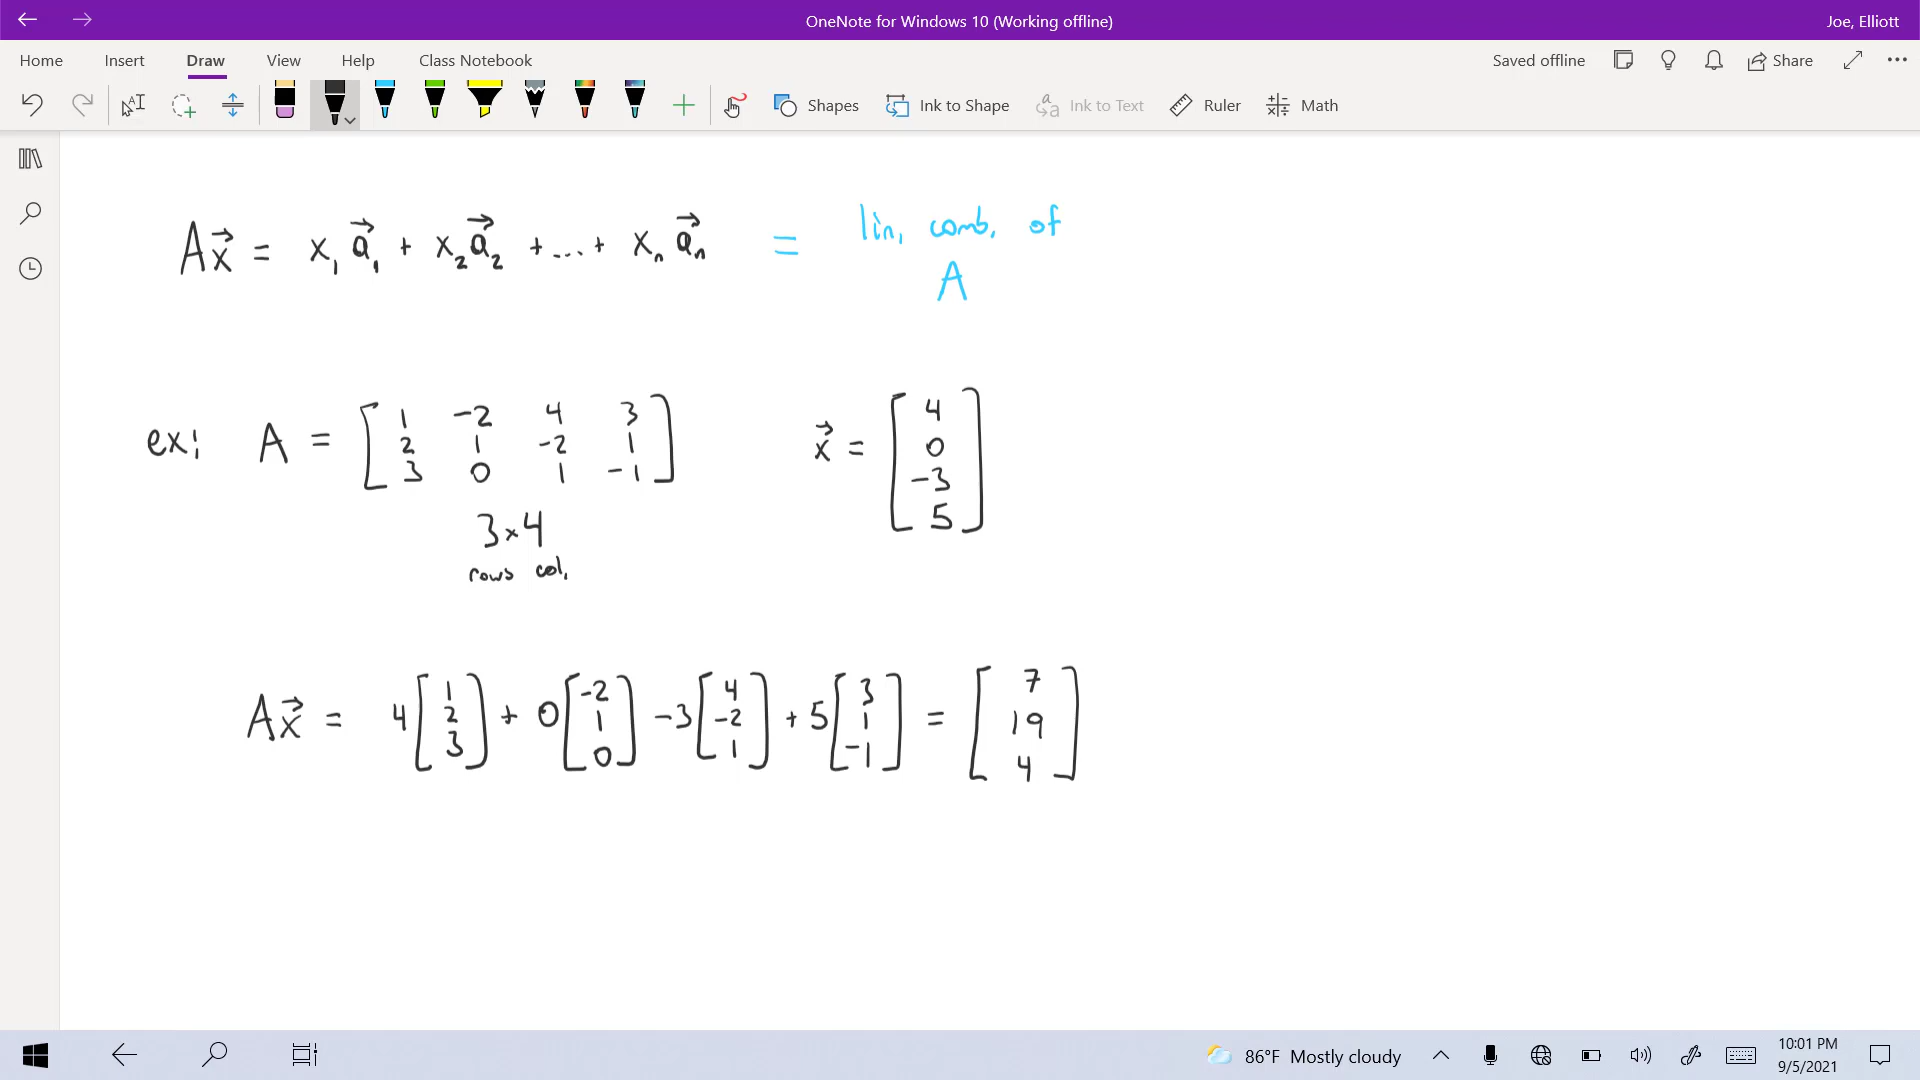 OneNote for Windows 10 (Working offline)
Joe, Elliott
Home Insert Draw View Help Class Notebook
Saved offline
Share
Shapes Ink to Shape Ink to Text Ruler Math
Ax⃗ = x₁a⃗₁ + x₂a⃗₂ + ... + xₙa⃗ₙ = lin. comb. of
A
ex: A = [1 -2 4 3
2 1 -2 1
3 0 1 -1]
x⃗ = [4
0
-3
5]
3×4
rows col.
Ax⃗ = 4[1 2 3] + 0[-2 1 0] -3[4 -2 1] + 5[3 1 -1] = [7 19 4]
86°F Mostly cloudy
10:01 PM
9/5/2021